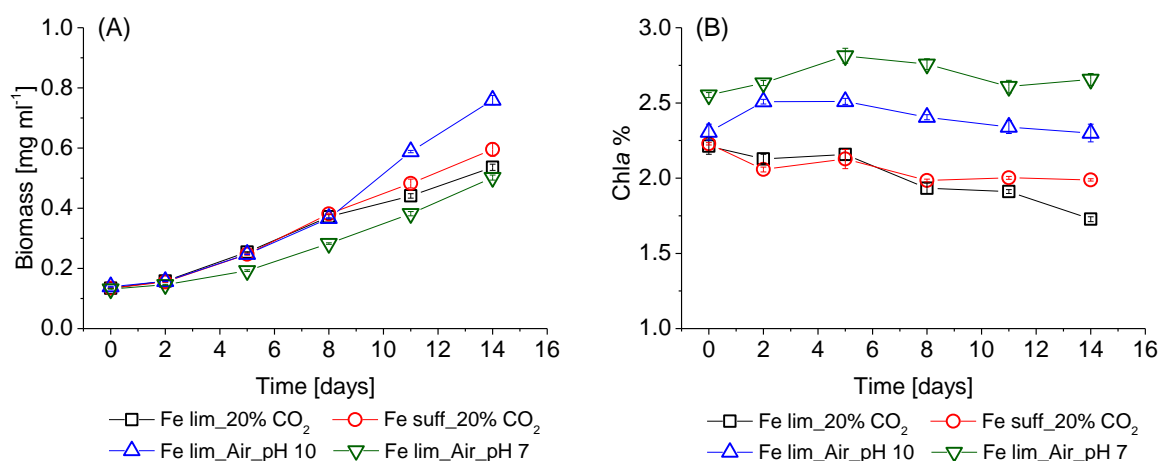 (A)
Biomass [mg ml⁻¹]
1.0
0.8
0.6
0.4
0.2
0.0
0 2 4 6 8 10 12 14 16
Time [days]
Fe lim_20% CO₂ Fe suff_20% CO₂
Fe lim_Air_pH 10 Fe lim_Air_pH 7
(B)
Chla %
3.0
2.5
2.0
1.5
1.0
0 2 4 6 8 10 12 14 16
Time [days]
Fe lim_20% CO₂ Fe suff_20% CO₂
Fe lim_Air_pH 10 Fe lim_Air_pH 7